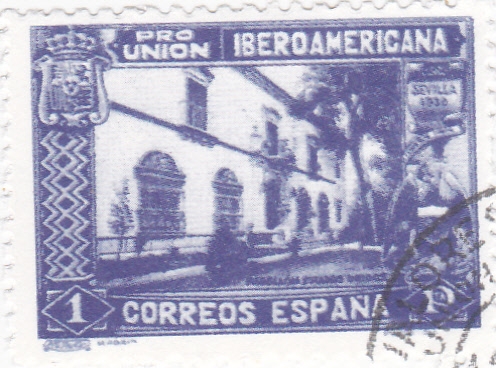 PRO
UNION
IBEROAMERICANA
SEVILLA
1930
1
CORREOS ESPAÑA